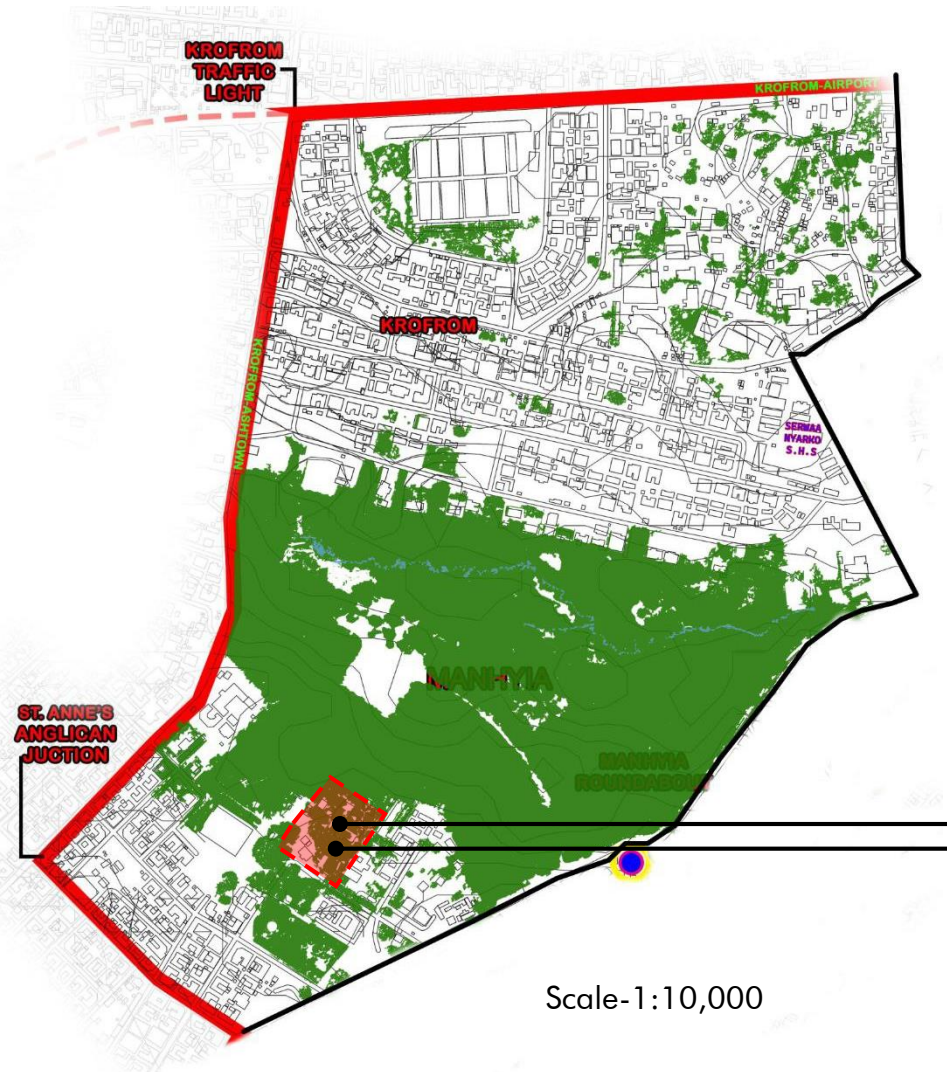 KROFROM
TRAFFIC
LIGHT
KROFROM-AIRPORT
KROFROM
KROFROM-ASHTOWN
SERWAA
NYARKO
S.H.S
MANHYIA
ST. ANNE'S
ANGLICAN
JUCTION
MANHYIA
ROUNDABOUT
Scale-1:10,000